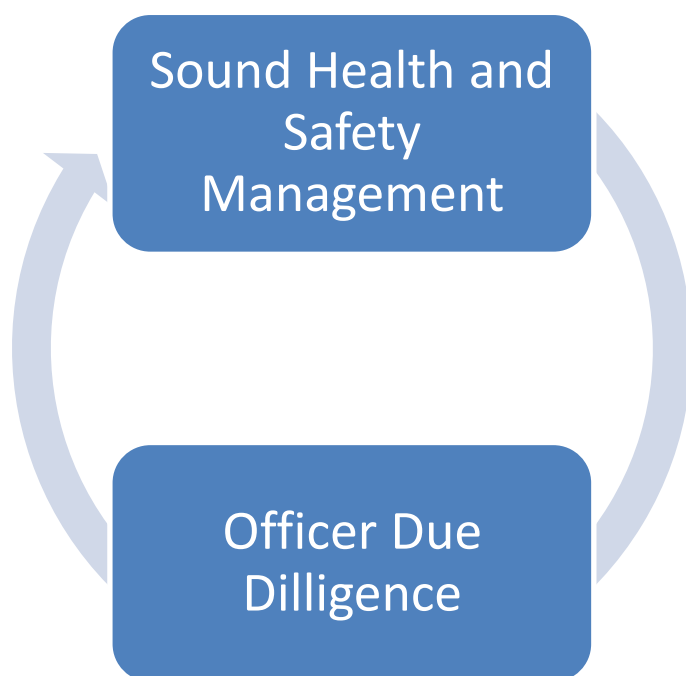 Sound Health and
Safety
Management
Officer Due
Dilligence